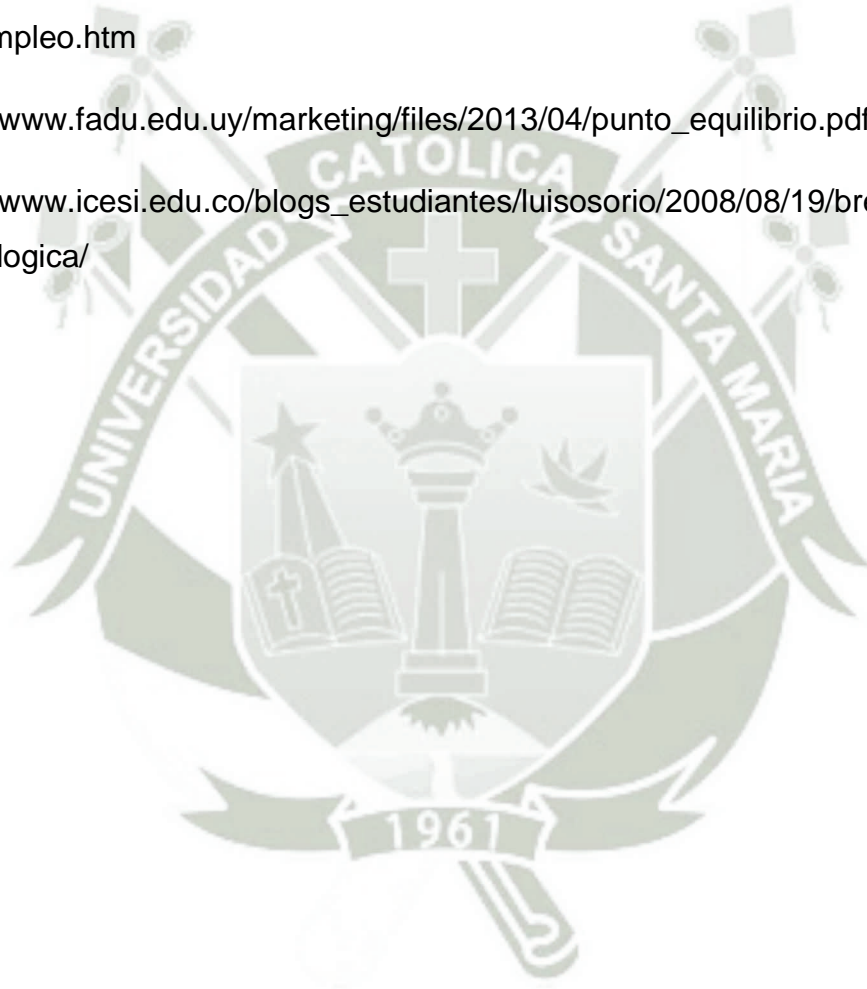 mpleo.htm
www.fadu.edu.uy/marketing/files/2013/04/punto_equilibrio.pdf
www.icesi.edu.co/blogs_estudiantes/luisosorio/2008/08/19/bre
logica/
UNIVERSIDAD CATOLICA SANTA MARIA
1961